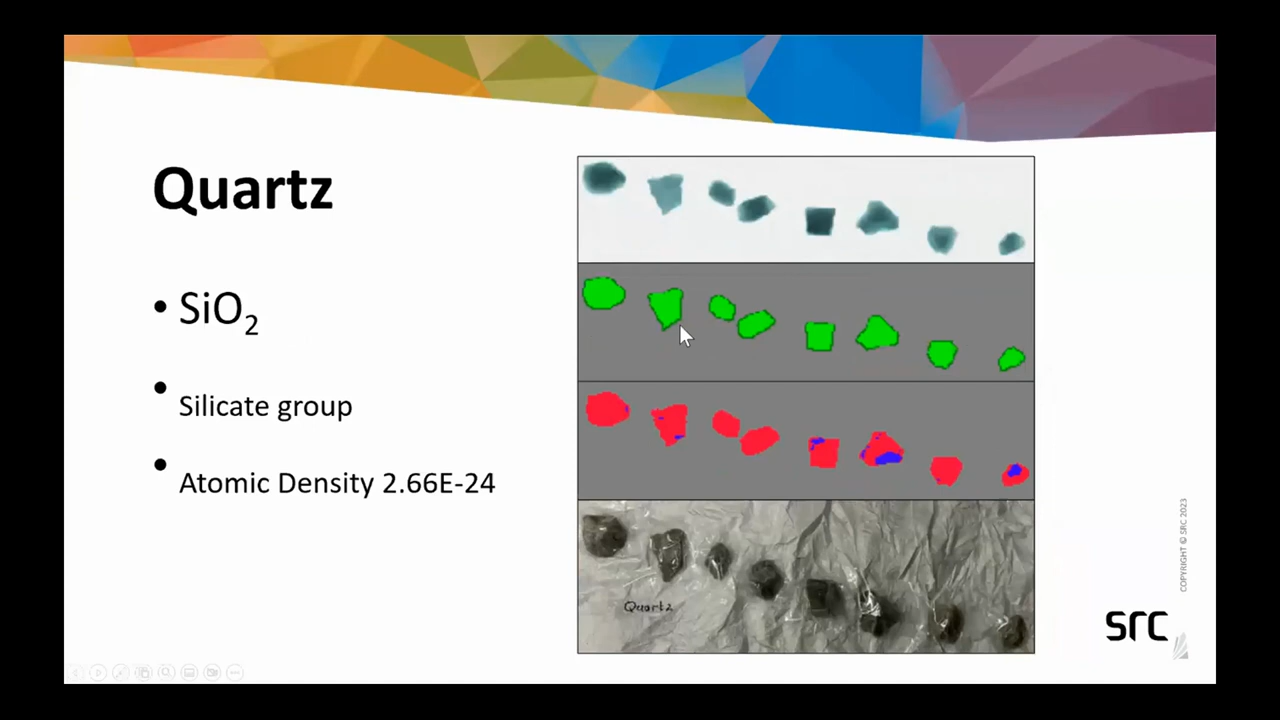 Quartz
• SiO₂
• Silicate group
• Atomic Density 2.66E-24
Quartz
COPYRIGHT © SRC 2023
src